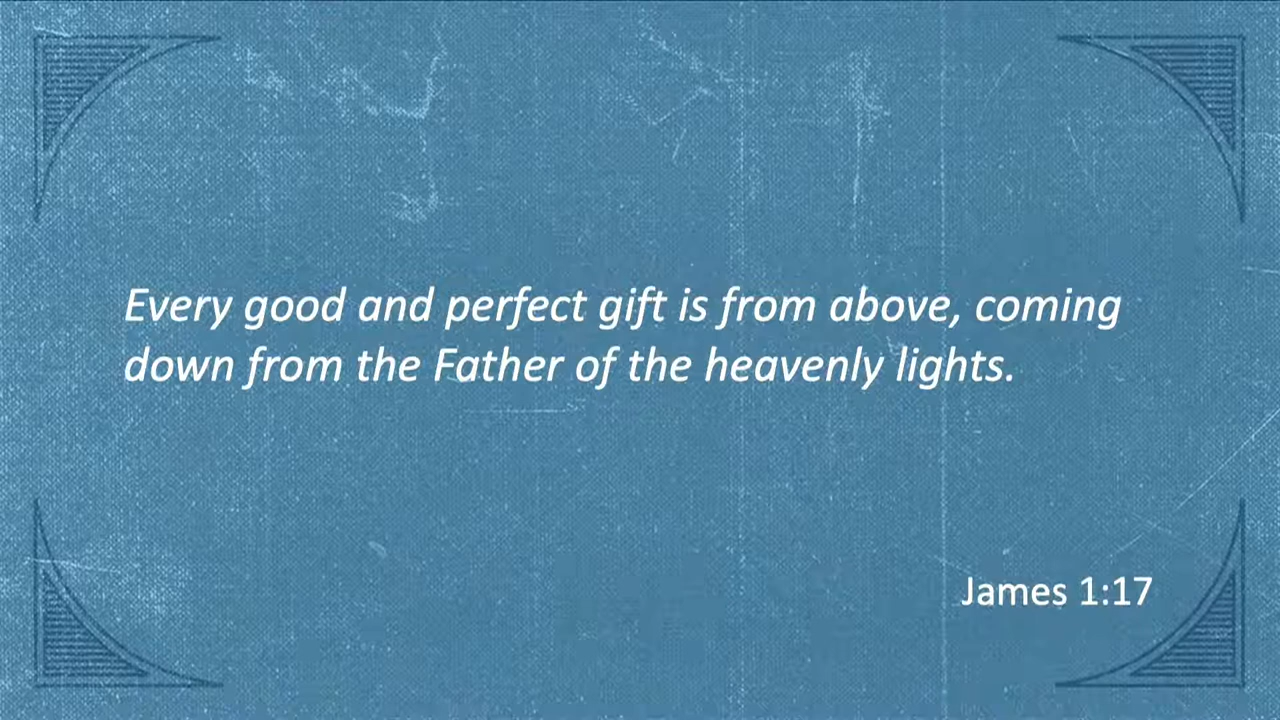 Every good and perfect gift is from above, coming
down from the Father of the heavenly lights.
James 1:17